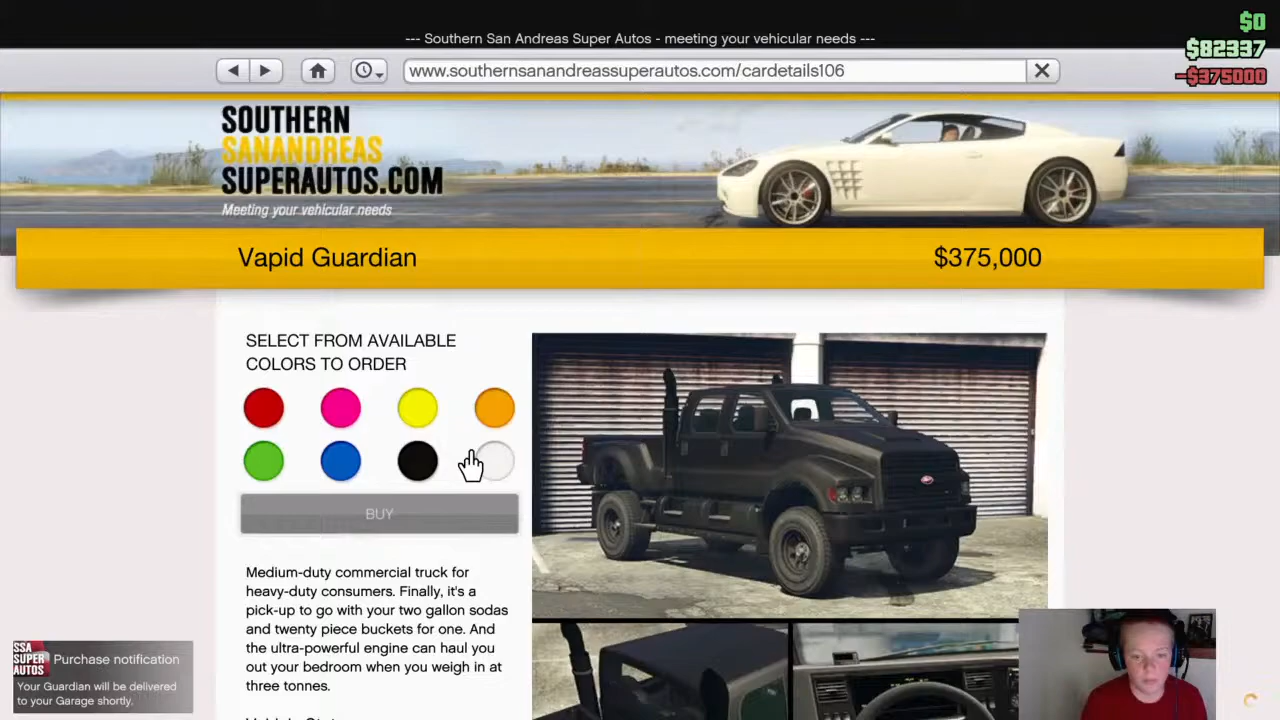 --- Southern San Andreas Super Autos - meeting your vehicular needs ---
$0
$82337
-$375000
www.southernsanandreassuperautos.com/cardetails106
SOUTHERN
SANANDREAS
SUPERAUTOS.COM
Meeting your vehicular needs
Vapid Guardian
$375,000
SELECT FROM AVAILABLE
COLORS TO ORDER
BUY
Medium-duty commercial truck for
heavy-duty consumers. Finally, it's a
pick-up to go with your two gallon sodas
and twenty piece buckets for one. And
the ultra-powerful engine can haul you
out your bedroom when you weigh in at
three tonnes.
SSA
SUPER
AUTOS
Purchase notification
Your Guardian will be delivered
to your Garage shortly.